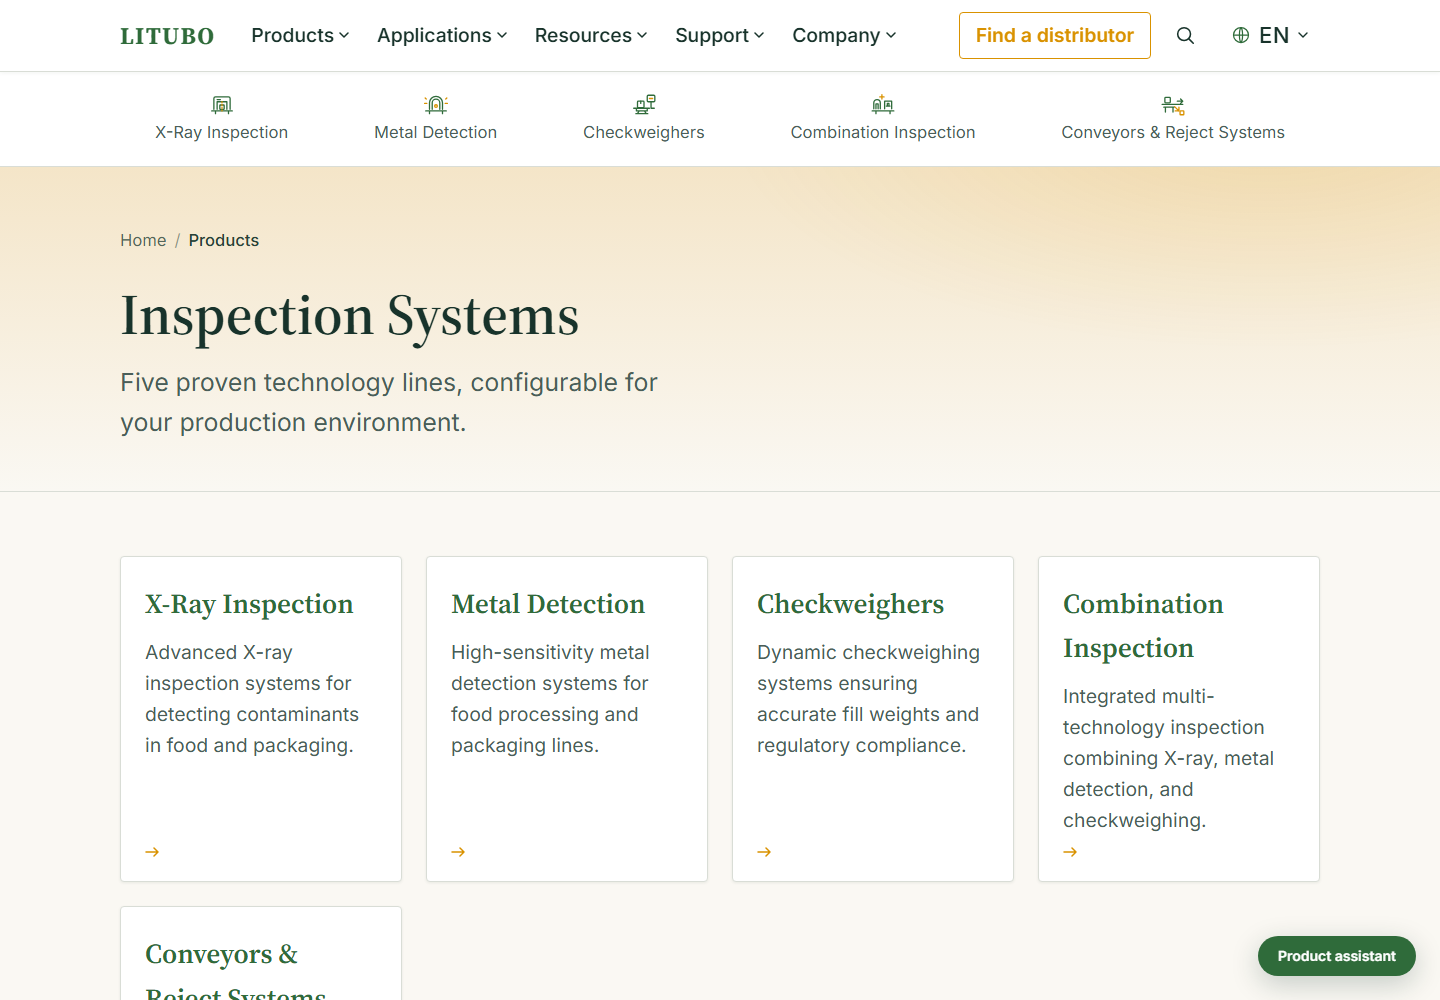 LITUBO
Products
Applications
Resources
Support
Company
Find a distributor
EN
X-Ray Inspection
Metal Detection
Checkweighers
Combination Inspection
Conveyors & Reject Systems
Home / Products
Inspection Systems
Five proven technology lines, configurable for
your production environment.
X-Ray Inspection
Advanced X-ray
inspection systems for
detecting contaminants
in food and packaging.
→
Metal Detection
High-sensitivity metal
detection systems for
food processing and
packaging lines.
→
Checkweighers
Dynamic checkweighing
systems ensuring
accurate fill weights and
regulatory compliance.
→
Combination
Inspection
Integrated multi-
technology inspection
combining X-ray, metal
detection, and
checkweighing.
→
Conveyors &
Reject Systems
Product assistant